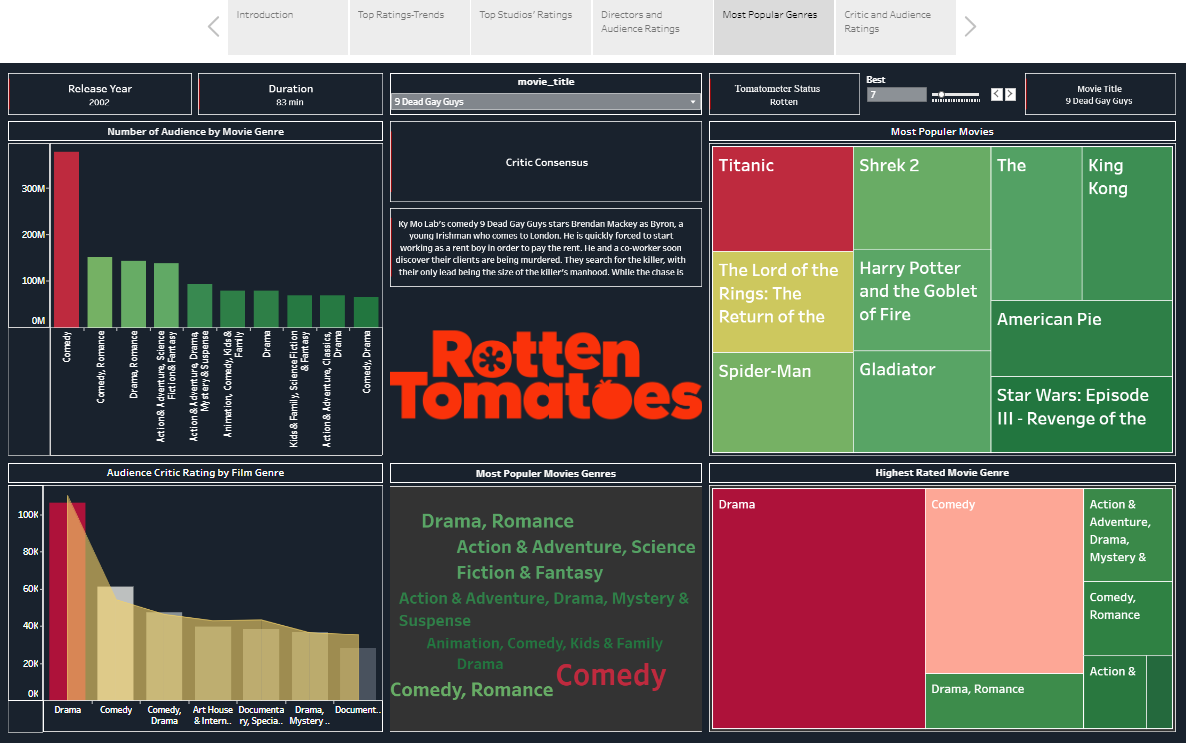 Introduction
Top Ratings-Trends
Top Studios' Ratings
Directors and
Audience Ratings
Most Popular Genres
Critic and Audience
Ratings
Release Year
2002
Duration
83 min
movie_title
9 Dead Gay Guys
Tomatometer Status
Rotten
Best
7
Movie Title
9 Dead Gay Guys
Number of Audience by Movie Genre
300M
200M
100M
0M
Comedy
Comedy, Romance
Drama, Romance
Action & Adventure, Science
Fiction & Fantasy
Action & Adventure, Drama,
Mystery & Suspense
Animation, Comedy, Kids &
Family
Drama
Kids & Family, Science Fiction
& Fantasy
Action & Adventure, Classics,
Drama
Comedy, Drama
Critic Consensus
Ky Mo Lab's comedy 9 Dead Gay Guys stars Brendan Mackey as Byron, a
young Irishman who comes to London. He is quickly forced to start
working as a rent boy in order to pay the rent. He and a co-worker soon
discover their clients are being murdered. They search for the killer, with
their only lead being the size of the killer's manhood. While the chase is
Rotten
Tomatoes
Most Populer Movies
Titanic
Shrek 2
The
King
Kong
The Lord of the
Rings: The
Return of the
Harry Potter
and the Goblet
of Fire
American Pie
Spider-Man
Gladiator
Star Wars: Episode
III - Revenge of the
Audience Critic Rating by Film Genre
100K
80K
60K
40K
20K
0K
Drama
Comedy
Comedy,
Drama
Art House
& Intern..
Documenta
ry, Specia..
Drama,
Mystery ..
Document..
Most Populer Movies Genres
Drama, Romance
Action & Adventure, Science
Fiction & Fantasy
Action & Adventure, Drama, Mystery &
Suspense
Animation, Comedy, Kids & Family
Drama
Comedy
Comedy, Romance
Highest Rated Movie Genre
Drama
Comedy
Action &
Adventure,
Drama,
Mystery &
Comedy,
Romance
Drama, Romance
Action &